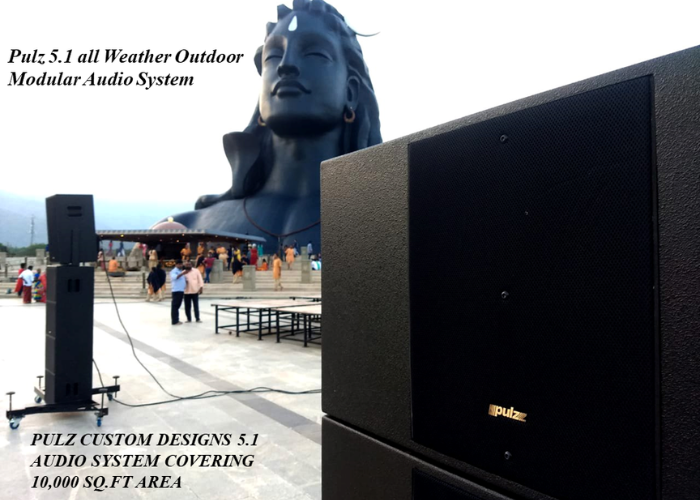 Pulz 5.1 all Weather Outdoor
Modular Audio System
pulz
PULZ CUSTOM DESIGNS 5.1
AUDIO SYSTEM COVERING
10,000 SQ.FT AREA